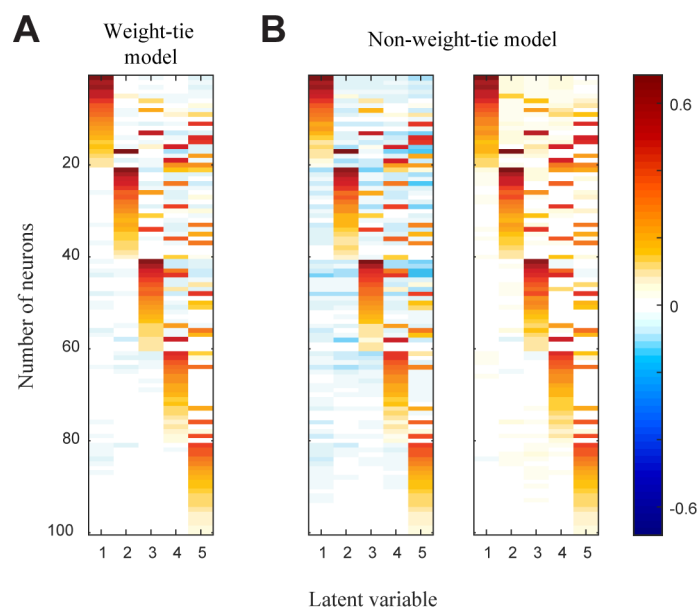 A
Weight-tie
model
B
Non-weight-tie model
Number of neurons
20
40
60
80
100
1 2 3 4 5
1 2 3 4 5
1 2 3 4 5
0.6
0
-0.6
Latent variable